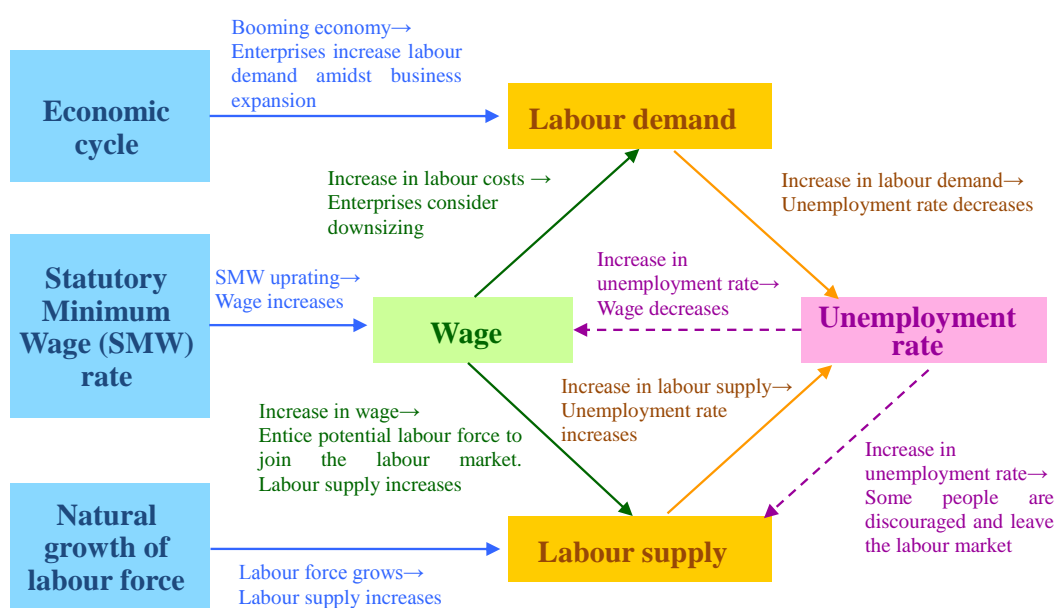 Booming economy→
Enterprises increase labour
demand amidst business
expansion
Economic
cycle
Labour demand
Increase in labour costs →
Enterprises consider
downsizing
Increase in labour demand→
Unemployment rate decreases
Statutory
Minimum
Wage (SMW)
rate
SMW uprating→
Wage increases
Increase in
unemployment rate→
Wage decreases
Wage
Unemployment
rate
Increase in wage→
Entice potential labour force to
join the labour market.
Labour supply increases
Increase in labour supply→
Unemployment rate
increases
Increase in
unemployment rate→
Some people are
discouraged and leave
the labour market
Natural
growth of
labour force
Labour supply
Labour force grows→
Labour supply increases